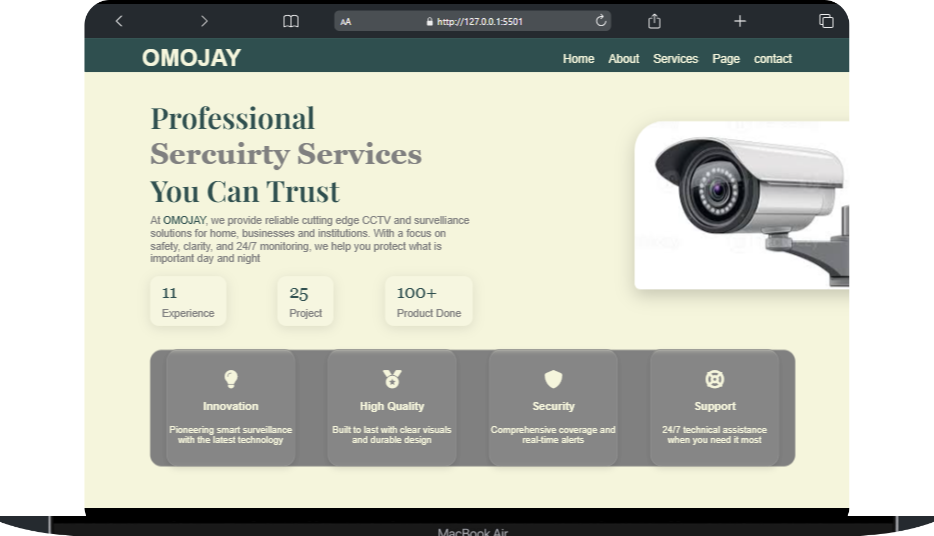 AA
http://127.0.0.1:5501
OMOJAY
Home About Services Page contact
Professional
Sercuirty Services
You Can Trust
At OMOJAY, we provide reliable cutting edge CCTV and survelliance
solutions for home, businesses and institutions. With a focus on
safety, clarity, and 24/7 monitoring, we help you protect what is
important day and night
11
Experience
25
Project
100+
Product Done
Innovation
Pioneering smart surveillance
with the latest technology
High Quality
Built to last with clear visuals
and durable design
Security
Comprehensive coverage and
real-time alerts
Support
24/7 technical assistance
when you need it most
MacBook Air